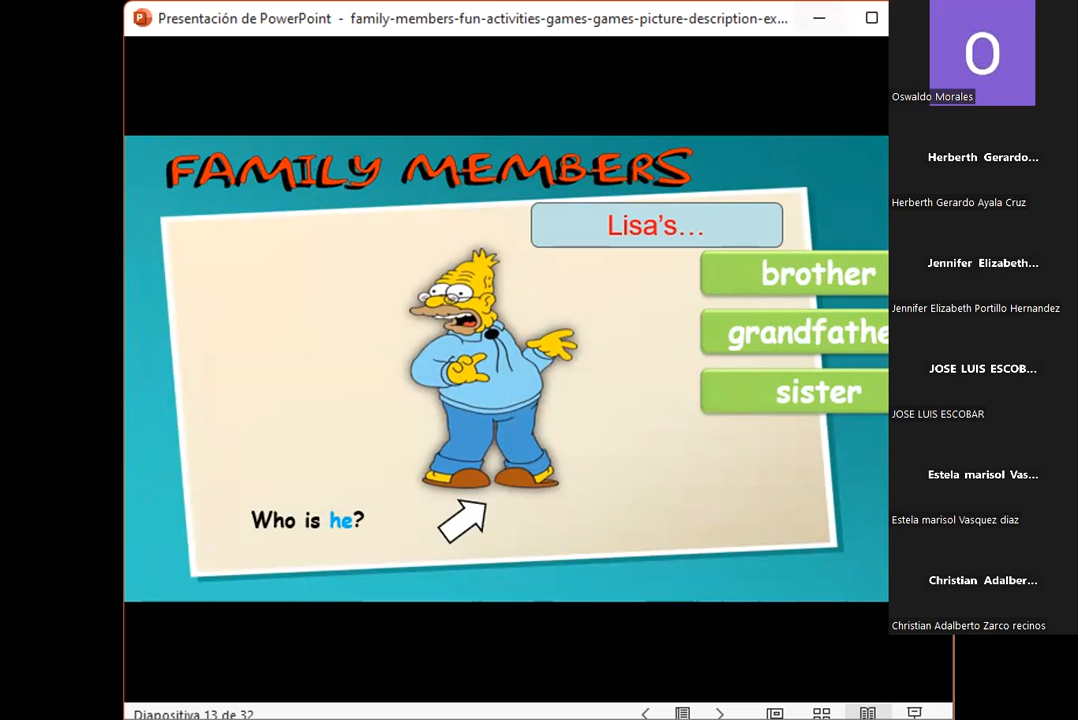 Presentación de PowerPoint - family-members-fun-activities-games-games-picture-description-ex...
O
Oswaldo Morales
FAMILY MEMBERS
Herberth Gerardo...
Herberth Gerardo Ayala Cruz
Lisa's...
brother
Jennifer Elizabeth...
Jennifer Elizabeth Portillo Hernandez
grandfathe
JOSE LUIS ESCOB...
JOSE LUIS ESCOBAR
sister
Estela marisol Vas...
Estela marisol Vasquez diaz
Who is he?
Christian Adalber...
Christian Adalberto Zarco recinos
Diapositiva 13 de 32